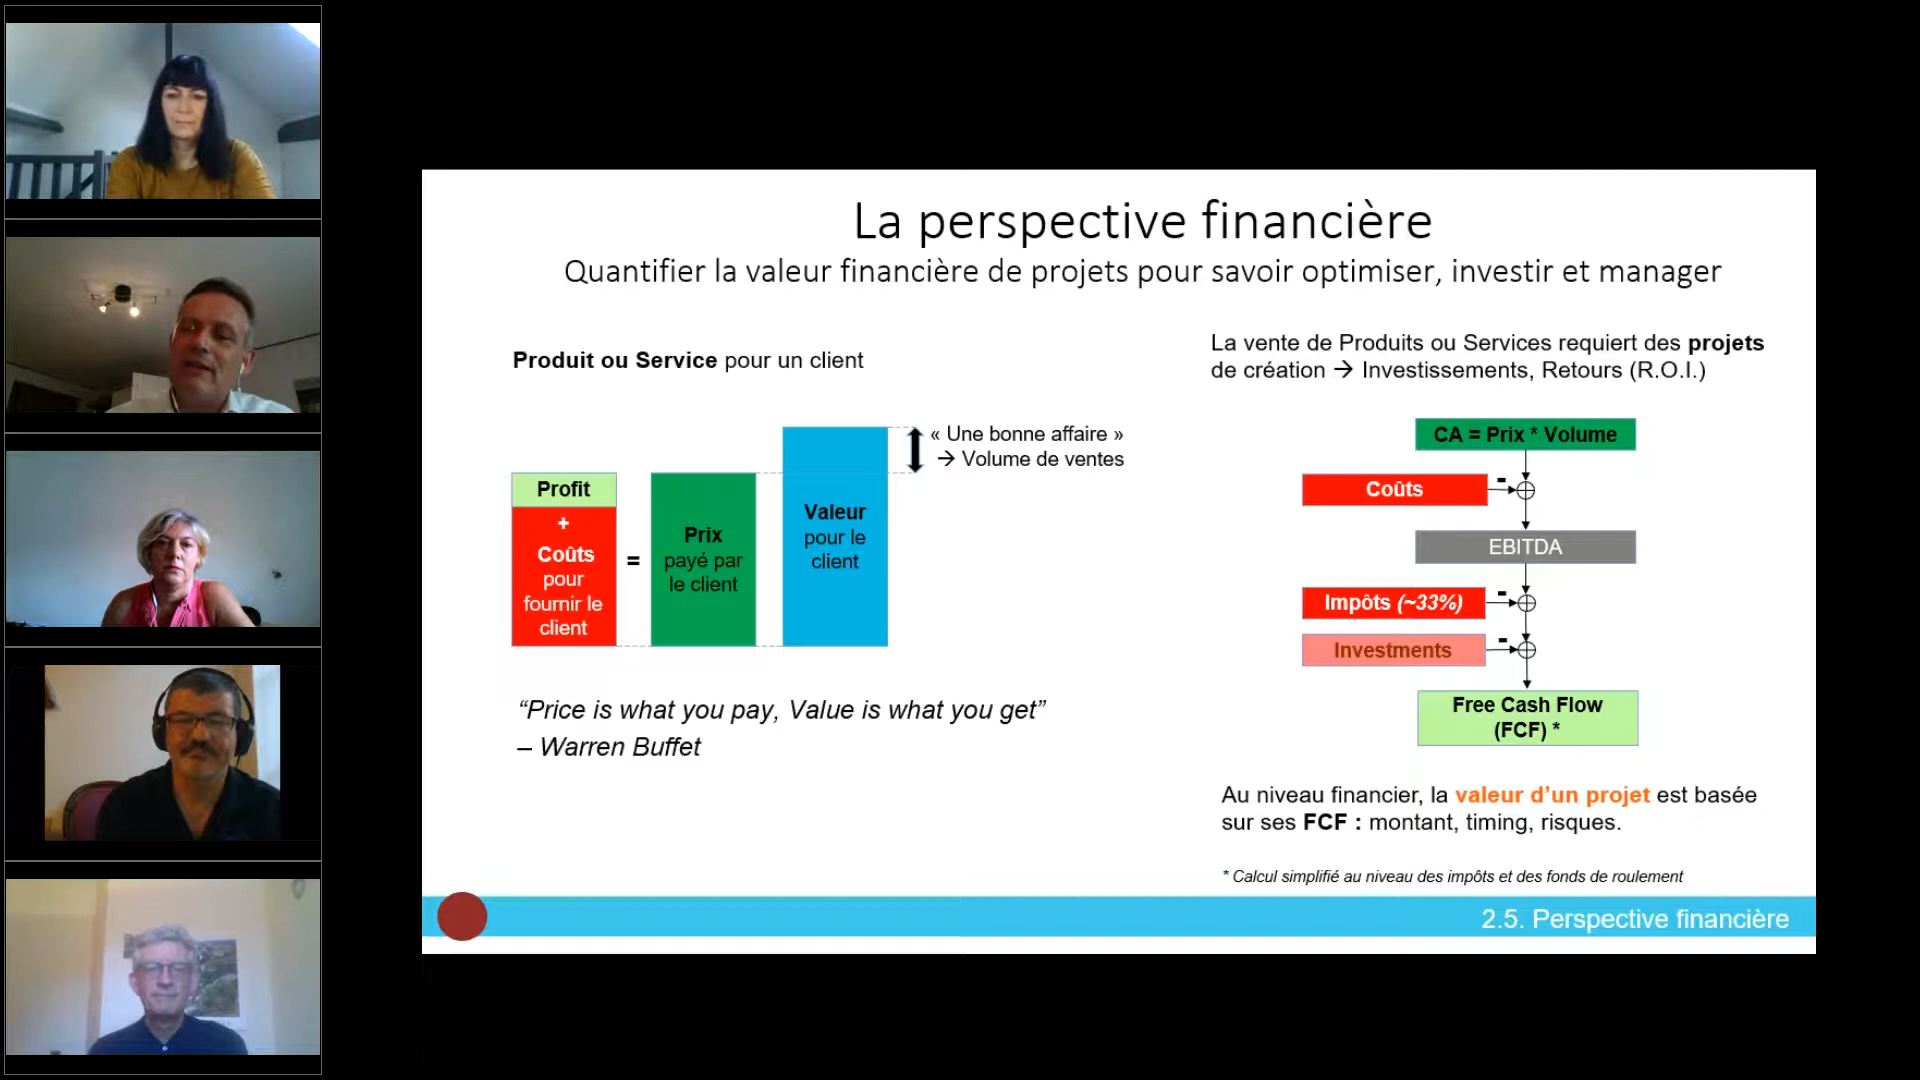 La perspective financière
Quantifier la valeur financière de projets pour savoir optimiser, investir et manager
Produit ou Service pour un client
« Une bonne affaire »
→ Volume de ventes
Profit
+
Coûts
pour
fournir le
client
=
Prix
payé par
le client
Valeur
pour le
client
“Price is what you pay, Value is what you get”
– Warren Buffet
La vente de Produits ou Services requiert des projets
de création → Investissements, Retours (R.O.I.)
CA = Prix * Volume
Coûts
-
EBITDA
Impôts (~33%)
-
Investments
-
Free Cash Flow
(FCF) *
Au niveau financier, la valeur d’un projet est basée
sur ses FCF : montant, timing, risques.
* Calcul simplifié au niveau des impôts et des fonds de roulement
2.5. Perspective financière